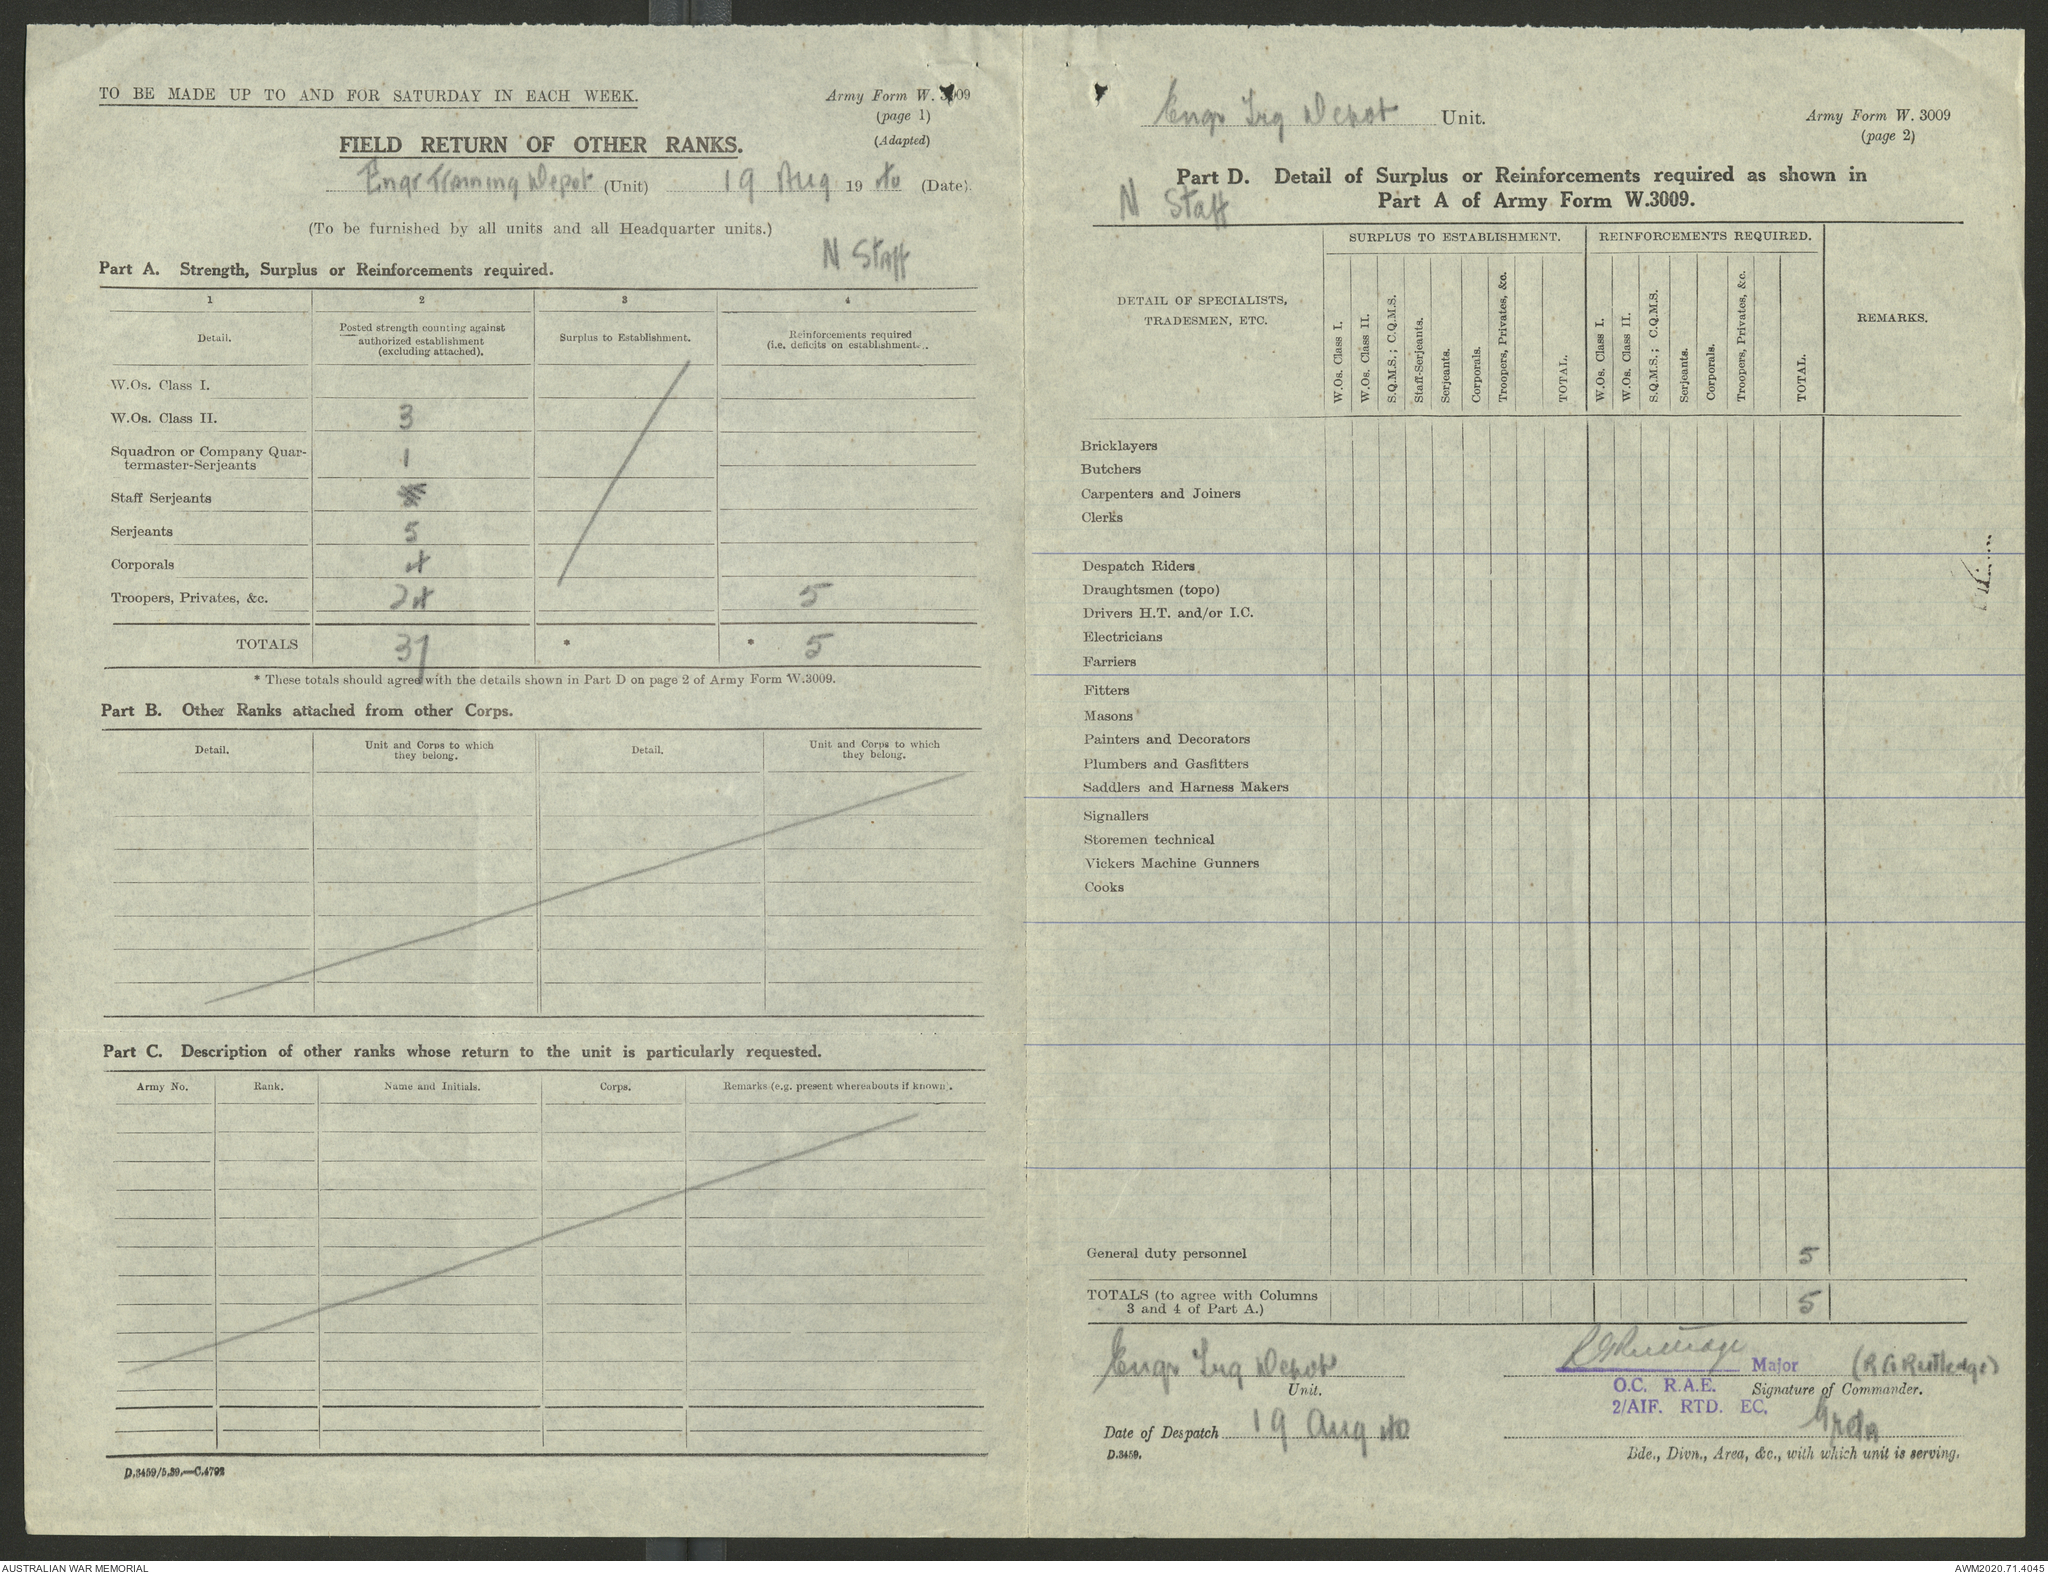 TO BE MADE UP TO AND FOR SATURDAY IN EACH WEEK.
Army Form W. 3009
(page 1)
(Adapted)
FIELD RETURN OF OTHER RANKS.
Engr Training Depot (Unit) 19 Aug 19 40 (Date).
(To be furnished by all units and all Headquarter units.)
N Staff
Part A. Strength, Surplus or Reinforcements required.
1 2 3 4
Detail. Posted strength counting against authorized establishment (excluding attached). Surplus to Establishment. Reinforcements required (i.e. deficits on establishment.
W.Os. Class I.
W.Os. Class II. 3
Squadron or Company Quar-
termaster-Serjeants 1
Staff Serjeants
Serjeants 5
Corporals 4
Troopers, Privates, &c. 24 5
TOTALS 37 * * 5
* These totals should agree with the details shown in Part D on page 2 of Army Form W.3009.
Part B. Other Ranks attached from other Corps.
Detail. Unit and Corps to which they belong. Detail. Unit and Corps to which they belong.
Part C. Description of other ranks whose return to the unit is particularly requested.
Army No. Rank. Name and Initials. Corps. Remarks (e.g. present whereabouts if known).
D.3459/5.39.—C.4792
Engr Trg Depot Unit.
Army Form W. 3009
(page 2)
Part D. Detail of Surplus or Reinforcements required as shown in
Part A of Army Form W.3009.
N Staff
DETAIL OF SPECIALISTS,
TRADESMEN, ETC.
SURPLUS TO ESTABLISHMENT. REINFORCEMENTS REQUIRED. REMARKS.
W.Os. Class I. W.Os. Class II. S.Q.M.S.; C.Q.M.S. Staff-Serjeants. Serjeants. Corporals. Troopers, Privates, &c. TOTAL. W.Os. Class I. W.Os. Class II. S.Q.M.S.; C.Q.M.S. Serjeants. Corporals. Troopers, Privates, &c. TOTAL.
Bricklayers
Butchers
Carpenters and Joiners
Clerks
Despatch Riders
Draughtsmen (topo)
Drivers H.T. and/or I.C.
Electricians
Farriers
Fitters
Masons
Painters and Decorators
Plumbers and Gasfitters
Saddlers and Harness Makers
Signallers
Storemen technical
Vickers Machine Gunners
Cooks
General duty personnel 5
TOTALS (to agree with Columns
3 and 4 of Part A.) 5
Engr Trg Depot
Unit.
RGRutledge Major (R G Rutledge)
O.C. R.A.E. Signature of Commander.
2/AIF. RTD. EC.
Date of Despatch 19 Aug 40
Greta
D.3459.
Bde., Divn., Area, &c., with which unit is serving.
AUSTRALIAN WAR MEMORIAL
AWM2020.71.4045